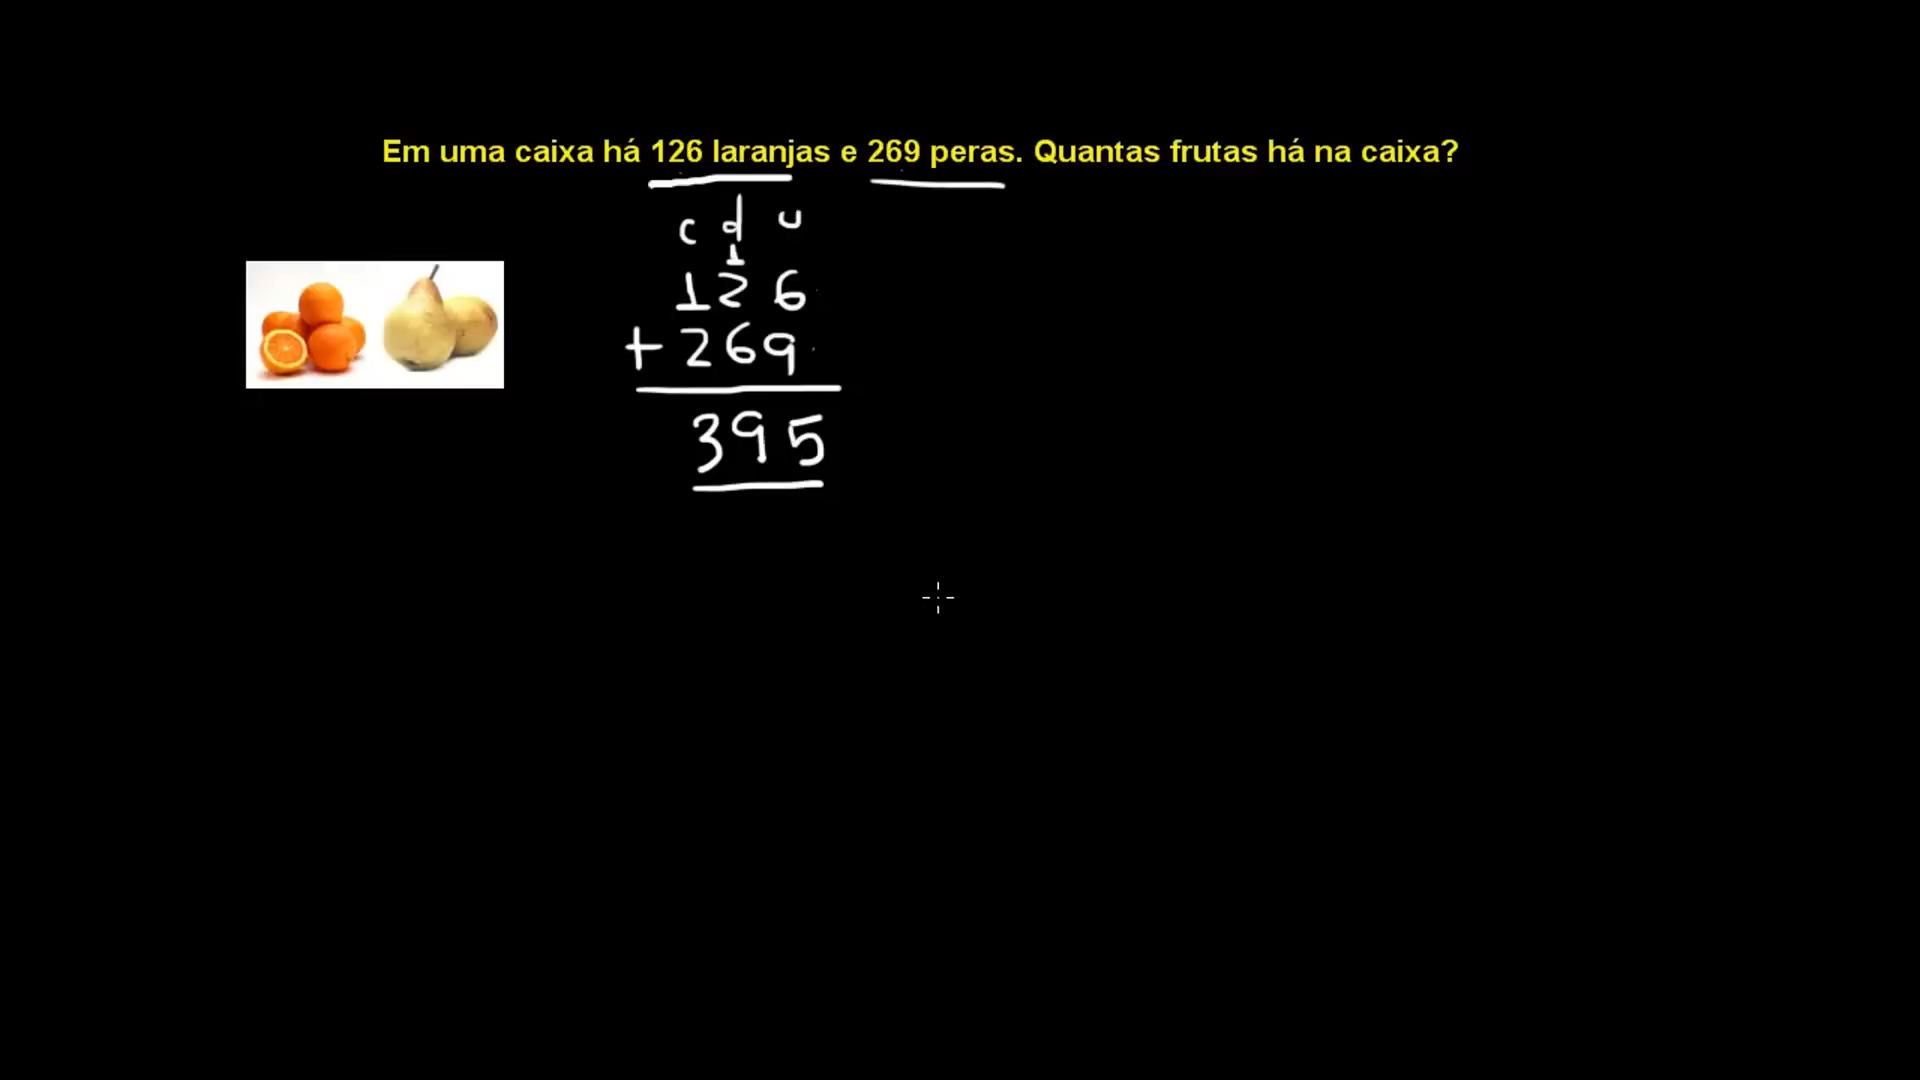 Em uma caixa há 126 laranjas e 269 peras. Quantas frutas há na caixa?
c d u
1
126
+ 269
395